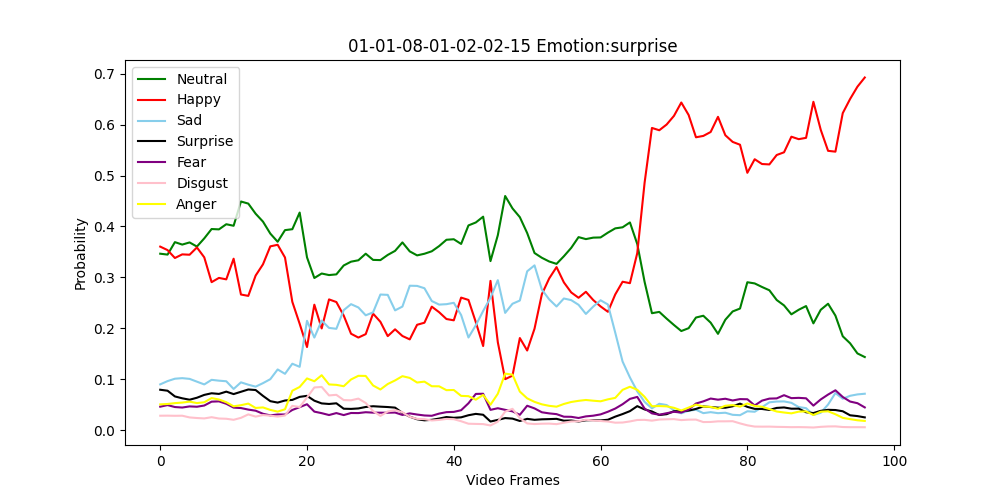 01-01-08-01-02-02-15 Emotion:surprise
Probability
0.7
0.6
0.5
0.4
0.3
0.2
0.1
0.0
Neutral
Happy
Sad
Surprise
Fear
Disgust
Anger
0 20 40 60 80 100
Video Frames